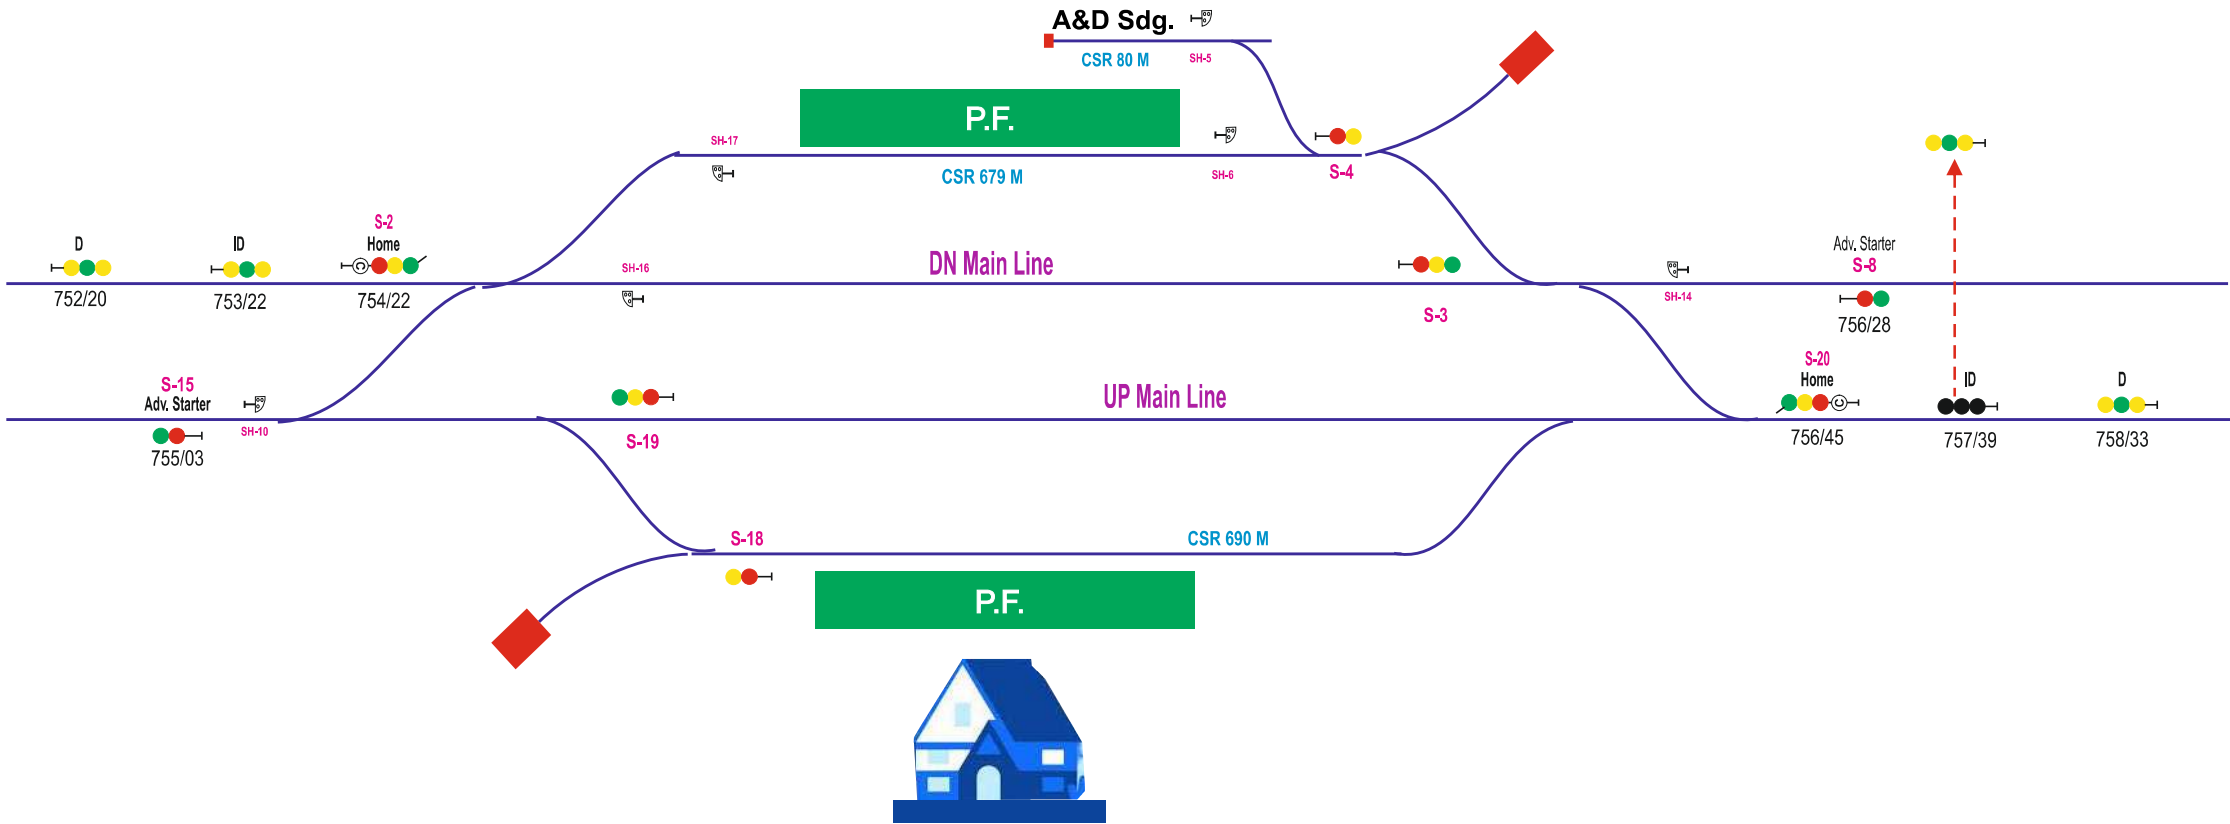 A&D Sdg.
CSR 80 M
SH-5
P.F.
SH-17
CSR 679 M
SH-6
S-4
D
752/20
ID
753/22
S-2
Home
C
754/22
SH-16
DN Main Line
S-3
SH-14
Adv. Starter
S-8
756/28
S-15
Adv. Starter
755/03
SH-10
S-19
UP Main Line
S-20
Home
C
756/45
ID
757/39
D
758/33
S-18
CSR 690 M
P.F.